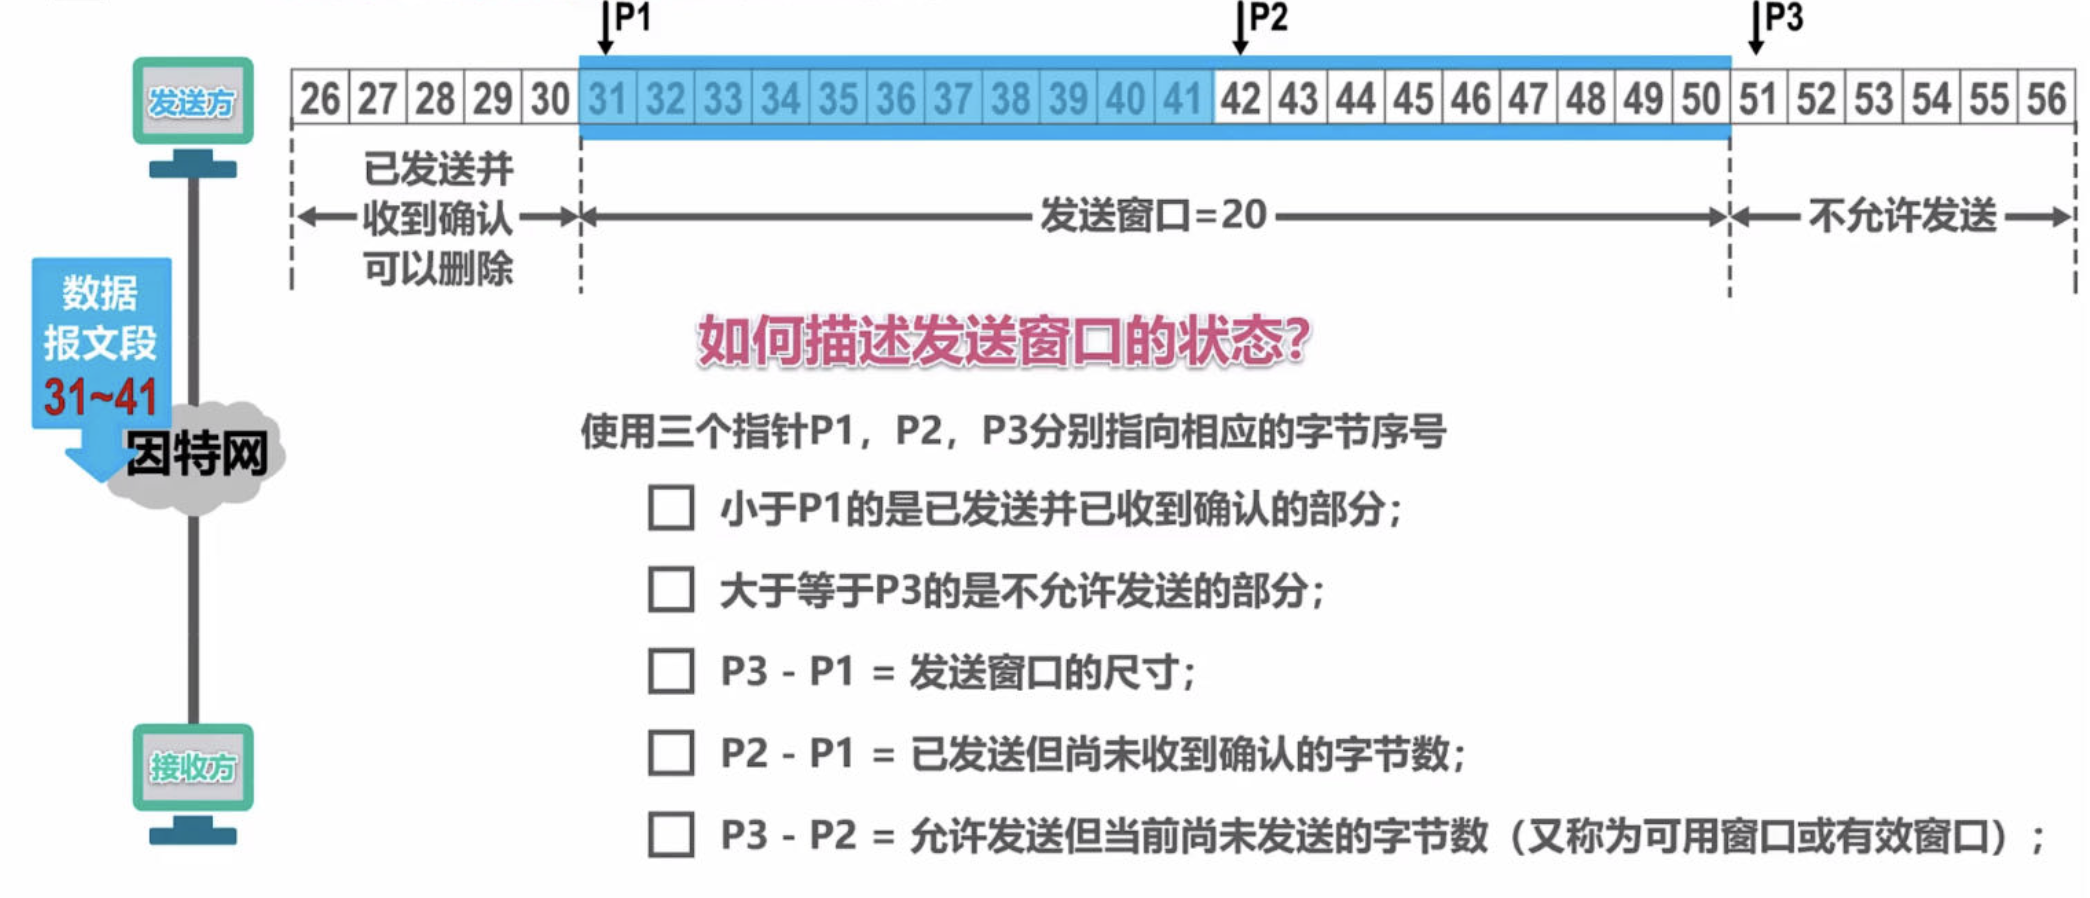 P1 P2 P3
发送方
26 27 28 29 30 31 32 33 34 35 36 37 38 39 40 41 42 43 44 45 46 47 48 49 50 51 52 53 54 55 56
已发送并
收到确认
可以删除
发送窗口=20
不允许发送
数据
报文段
31~41
因特网
接收方
如何描述发送窗口的状态?
使用三个指针P1，P2，P3分别指向相应的字节序号
小于P1的是已发送并已收到确认的部分；
大于等于P3的是不允许发送的部分；
P3 - P1 = 发送窗口的尺寸；
P2 - P1 = 已发送但尚未收到确认的字节数；
P3 - P2 = 允许发送但当前尚未发送的字节数（又称为可用窗口或有效窗口）；